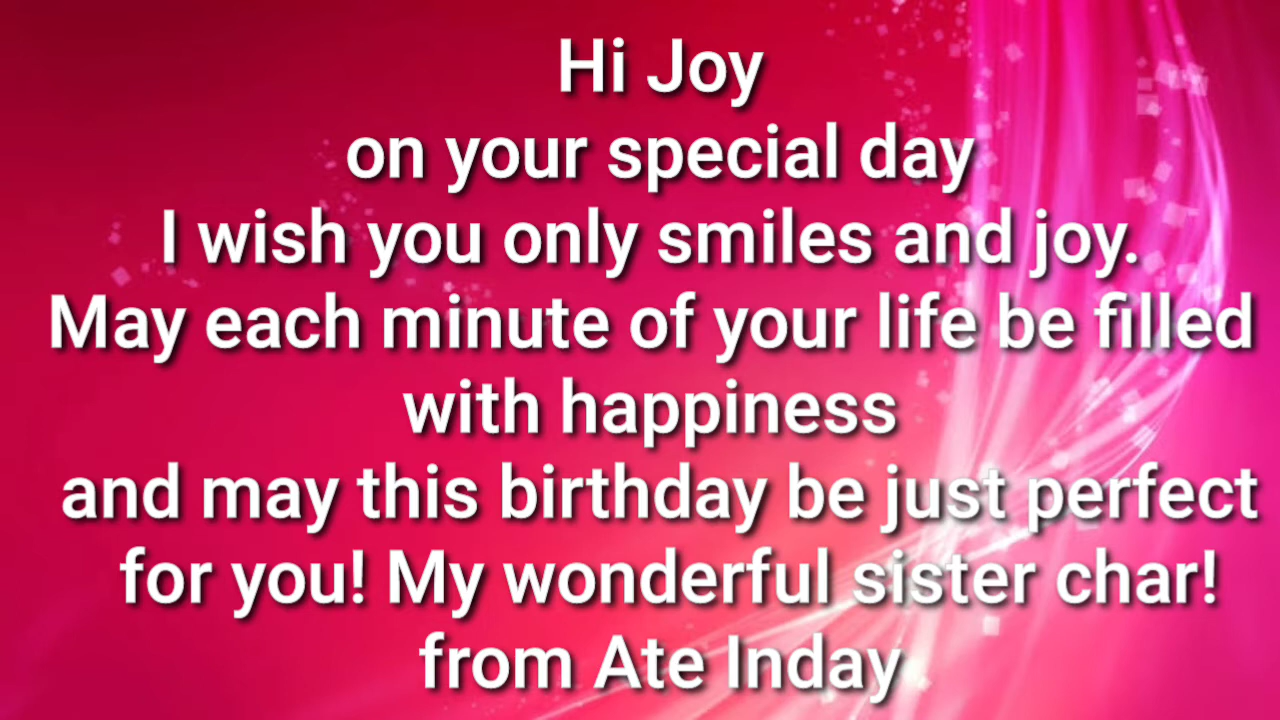 Hi Joy
on your special day
I wish you only smiles and joy.
May each minute of your life be filled
with happiness
and may this birthday be just perfect
for you! My wonderful sister char!
from Ate Inday